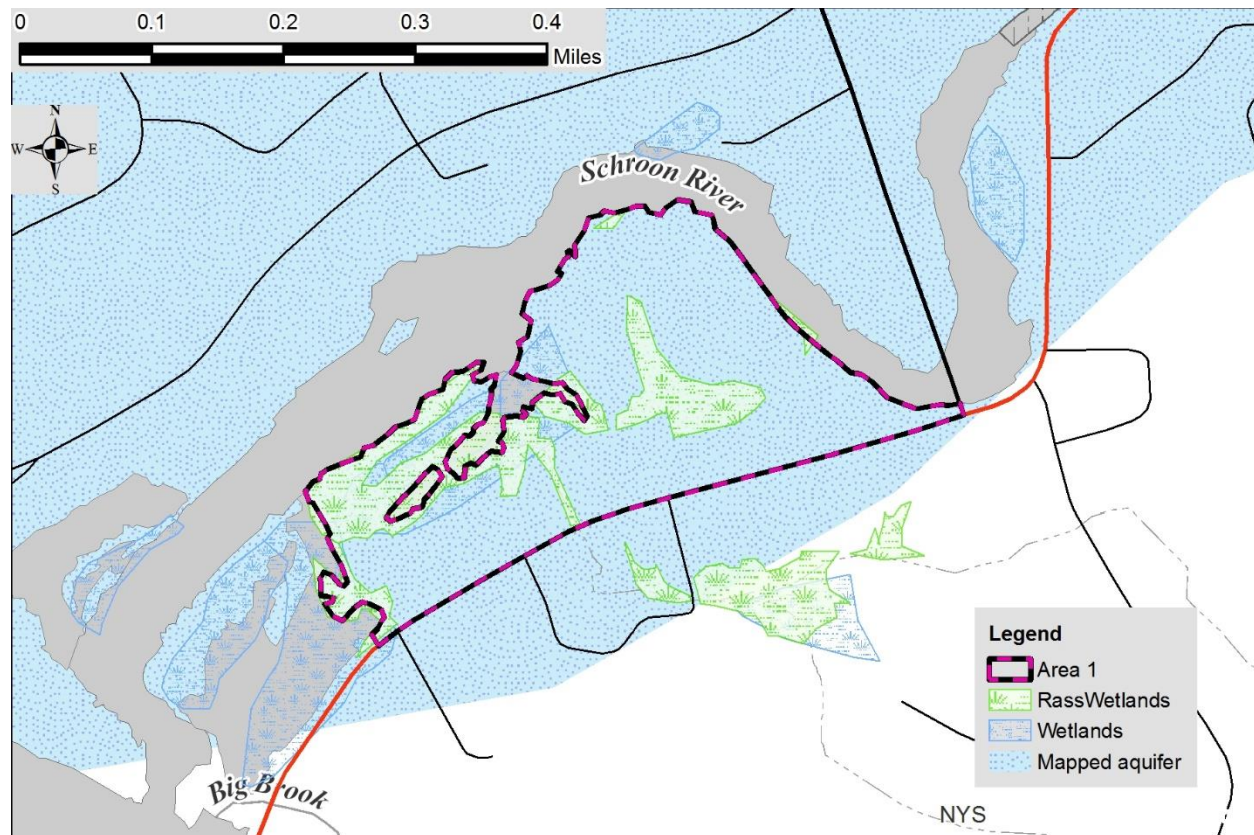 0 0.1 0.2 0.3 0.4
Miles
N
W E
S
Schroon River
Big Brook
Legend
Area 1
RassWetlands
Wetlands
Mapped aquifer
NYS